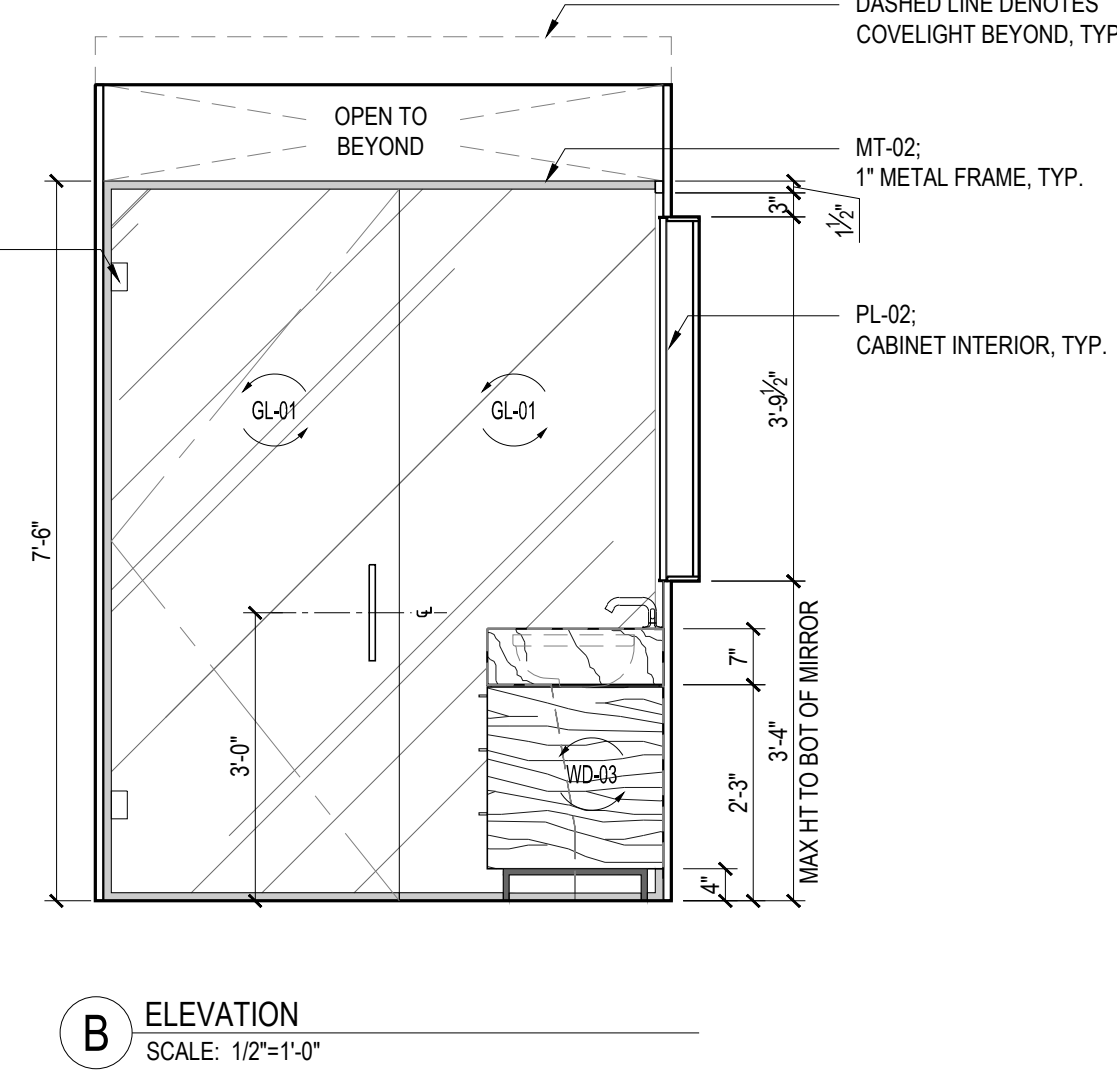 DASHED LINE DENOTES
COVELIGHT BEYOND, TYP
OPEN TO
BEYOND
MT-02;
1" METAL FRAME, TYP.
3"
1½"
PL-02;
CABINET INTERIOR, TYP.
GL-01
GL-01
3'-9½"
7'-6"
CL
3'-0"
WD-03
7"
2'-3"
4"
3'-4"
MAX HT TO BOT OF MIRROR
B
ELEVATION
SCALE: 1/2"=1'-0"